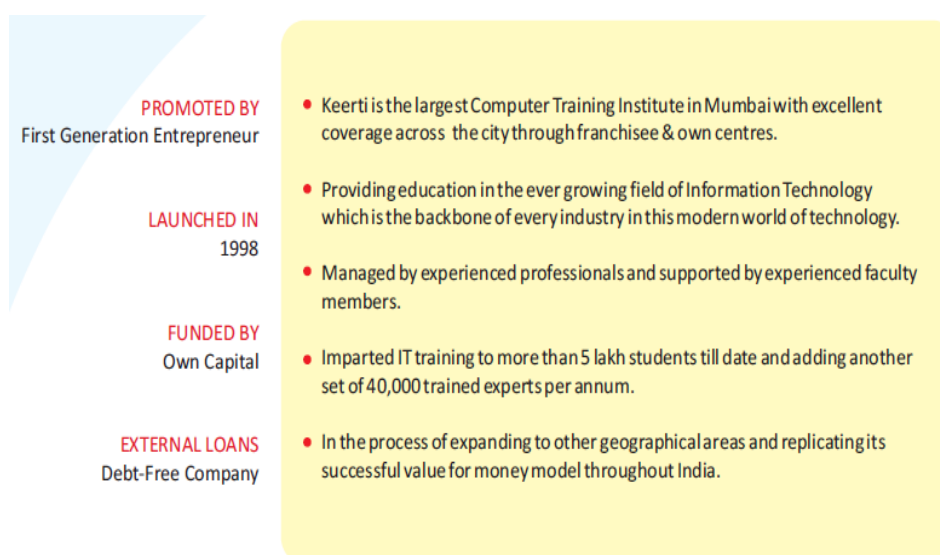 PROMOTED BY
First Generation Entrepreneur
LAUNCHED IN
1998
FUNDED BY
Own Capital
EXTERNAL LOANS
Debt-Free Company
• Keerti is the largest Computer Training Institute in Mumbai with excellent
coverage across the city through franchisee & own centres.
• Providing education in the ever growing field of Information Technology
which is the backbone of every industry in this modern world of technology.
• Managed by experienced professionals and supported by experienced faculty
members.
• Imparted IT training to more than 5 lakh students till date and adding another
set of 40,000 trained experts per annum.
• In the process of expanding to other geographical areas and replicating its
successful value for money model throughout India.